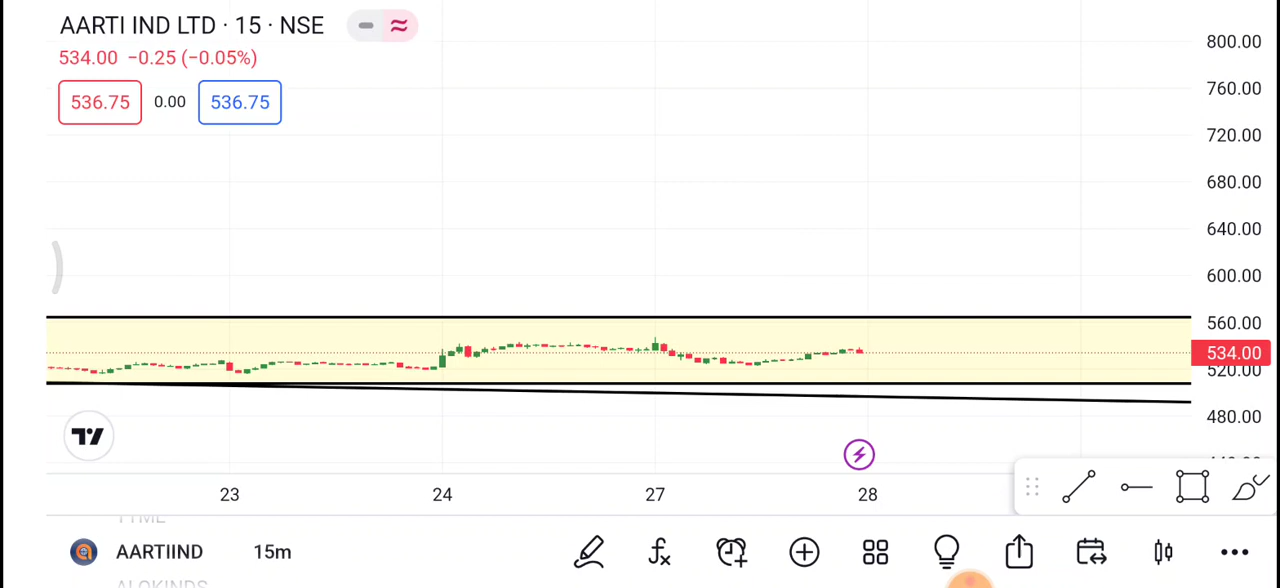 AARTI IND LTD · 15 · NSE
534.00 −0.25 (−0.05%)
536.75 0.00 536.75
800.00
760.00
720.00
680.00
640.00
600.00
560.00
534.00
520.00
480.00
23 24 27 28
AARTIIND 15m
ALOKINDS